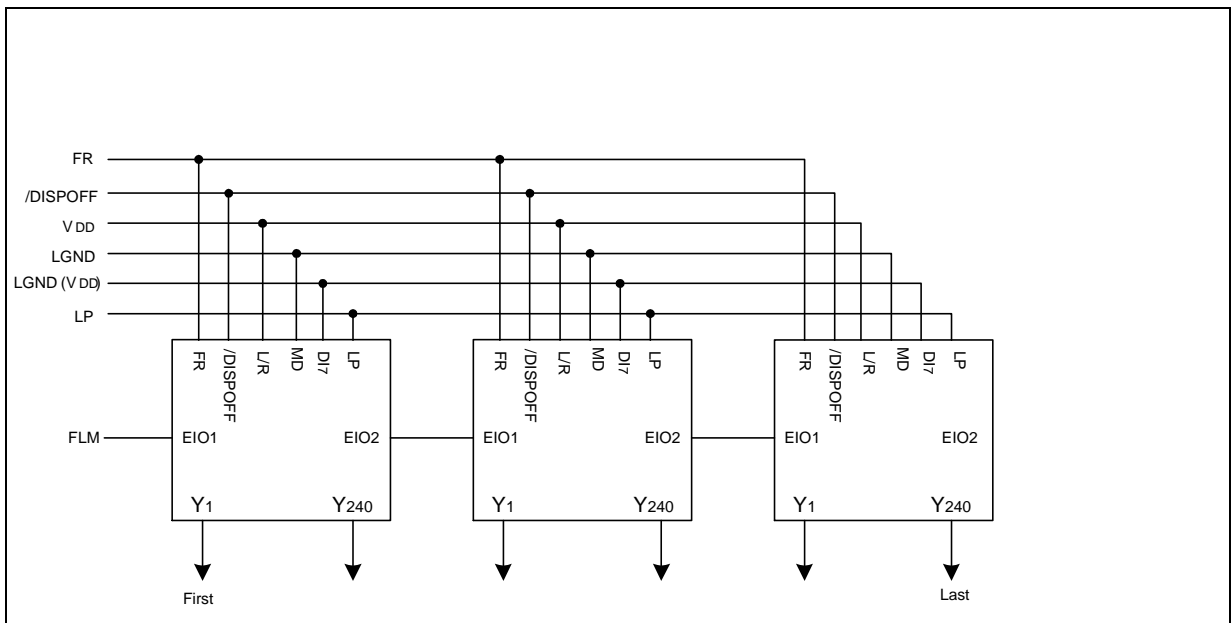 FR
/DISPOFF
VDD
LGND
LGND (VDD)
LP
FR /DISPOFF L/R MD DI7 LP FR /DISPOFF L/R MD DI7 LP FR /DISPOFF L/R MD DI7 LP
FLM EIO1 EIO2 EIO1 EIO2 EIO1 EIO2
Y1 Y240 Y1 Y240 Y1 Y240
First Last